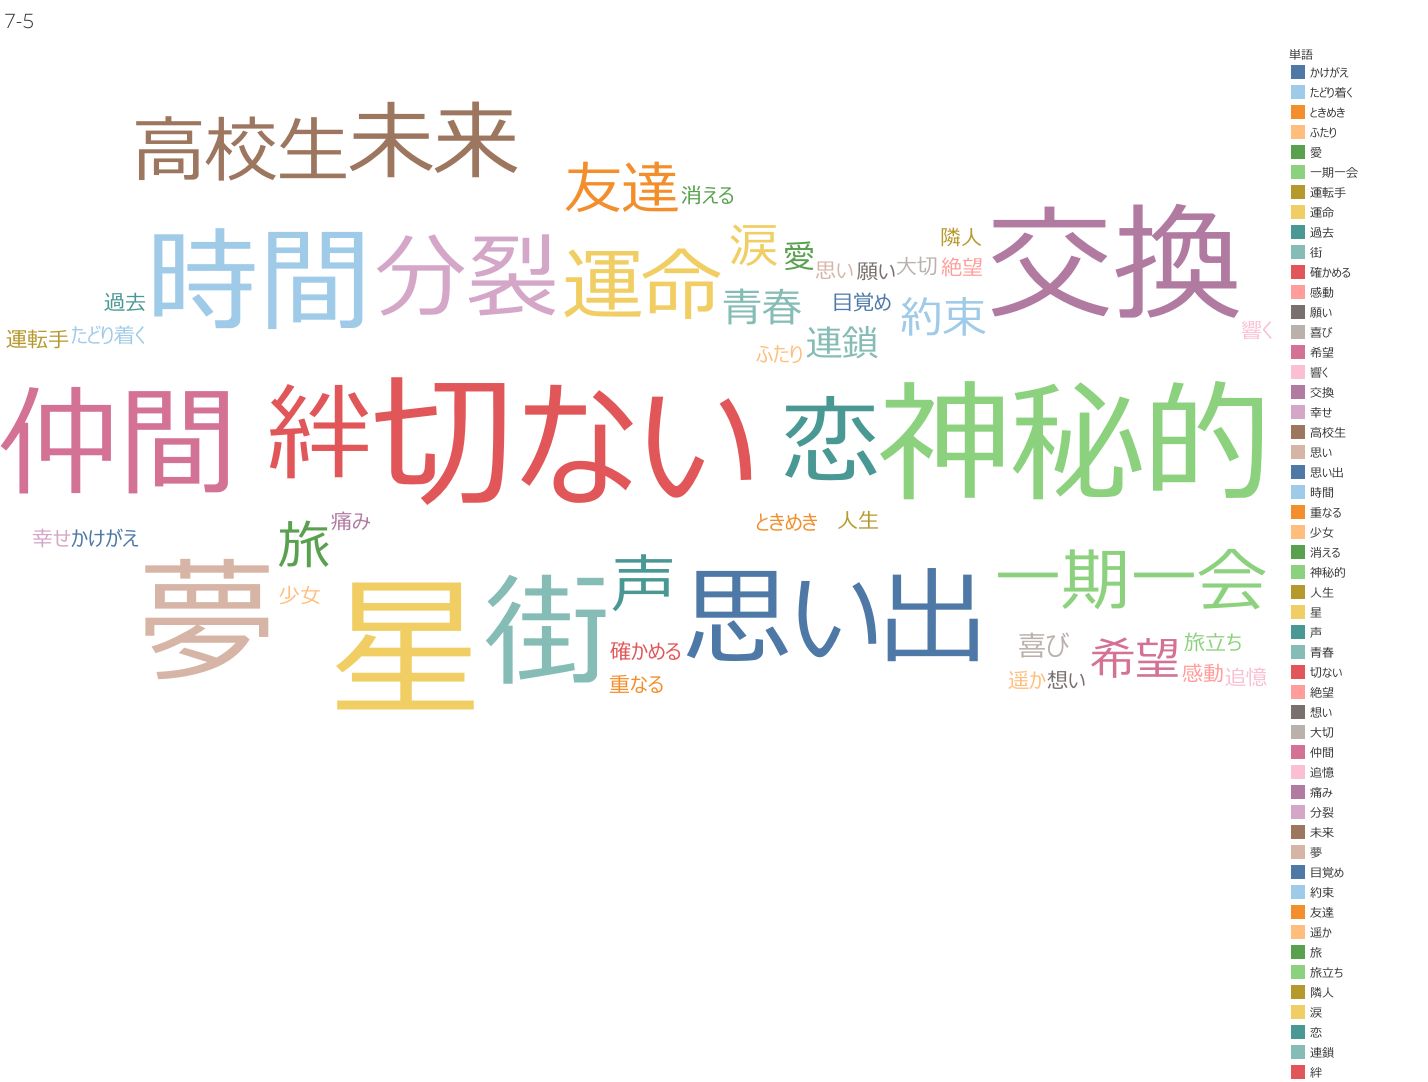 7-5
高校生 未来
友達 消える
時間 分裂 運命 涙 愛 思い 願い 大切 隣人 絶望 交換
過去 青春 目覚め 約束
運転手 たどり着く ふたり 連鎖 響く
仲間 絆 切ない 恋 神秘的
幸せ かけがえ 旅 痛み ときめき 人生
夢 少女 星 街 声 思い出 一期一会
確かめる 喜び 希望 旅立ち
重なる 遥か 想い 感動 追憶
単語
かけがえ
たどり着く
ときめき
ふたり
愛
一期一会
運転手
運命
過去
街
確かめる
感動
願い
喜び
希望
響く
交換
幸せ
高校生
思い
思い出
時間
重なる
少女
消える
神秘的
人生
星
声
青春
切ない
絶望
想い
大切
仲間
追憶
痛み
分裂
未来
夢
目覚め
約束
友達
遥か
旅
旅立ち
隣人
涙
恋
連鎖
絆